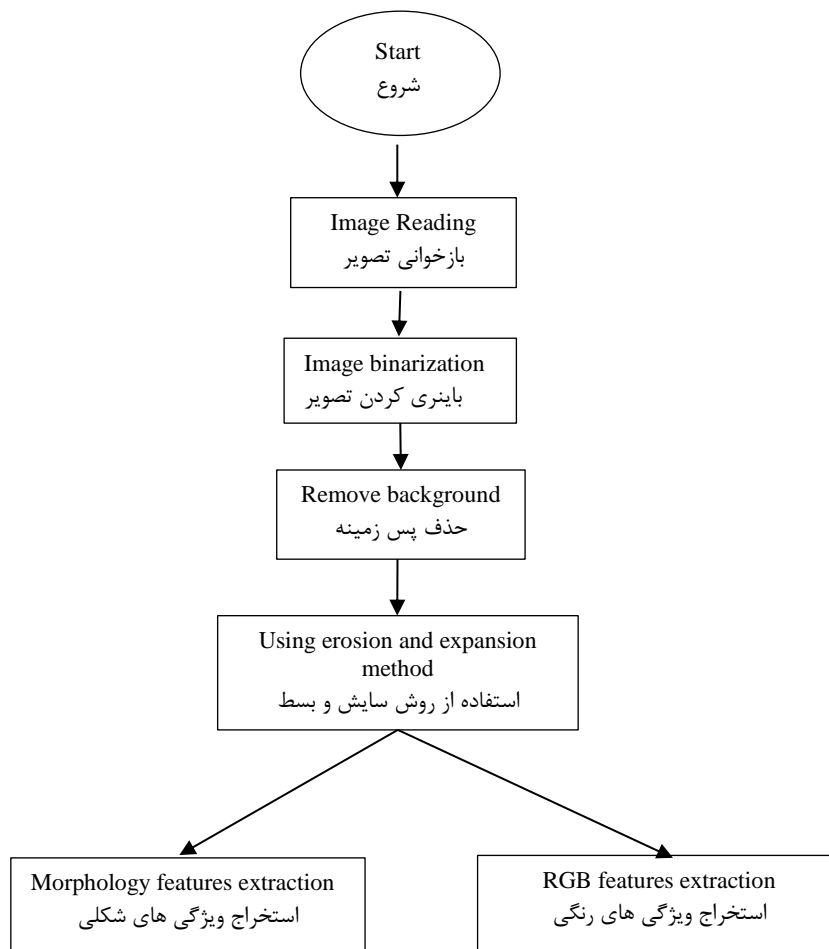 Start
شروع
Image Reading
بازخوانی تصویر
Image binarization
باینری کردن تصویر
Remove background
حذف پس زمینه
Using erosion and expansion
method
استفاده از روش سایش و بسط
Morphology features extraction
استخراج ویژگی های شکلی
RGB features extraction
استخراج ویژگی های رنگی